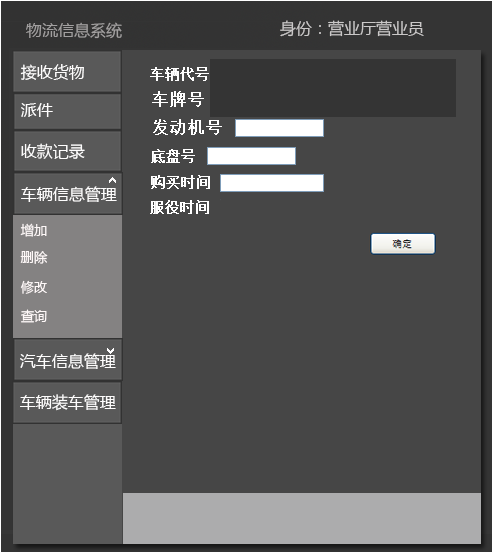 物流信息系统
身份：营业厅营业员
接收货物
派件
收款记录
车辆信息管理
增加
删除
修改
查询
汽车信息管理
车辆装车管理
车辆代号
车牌号
发动机号
底盘号
购买时间
服役时间
确定